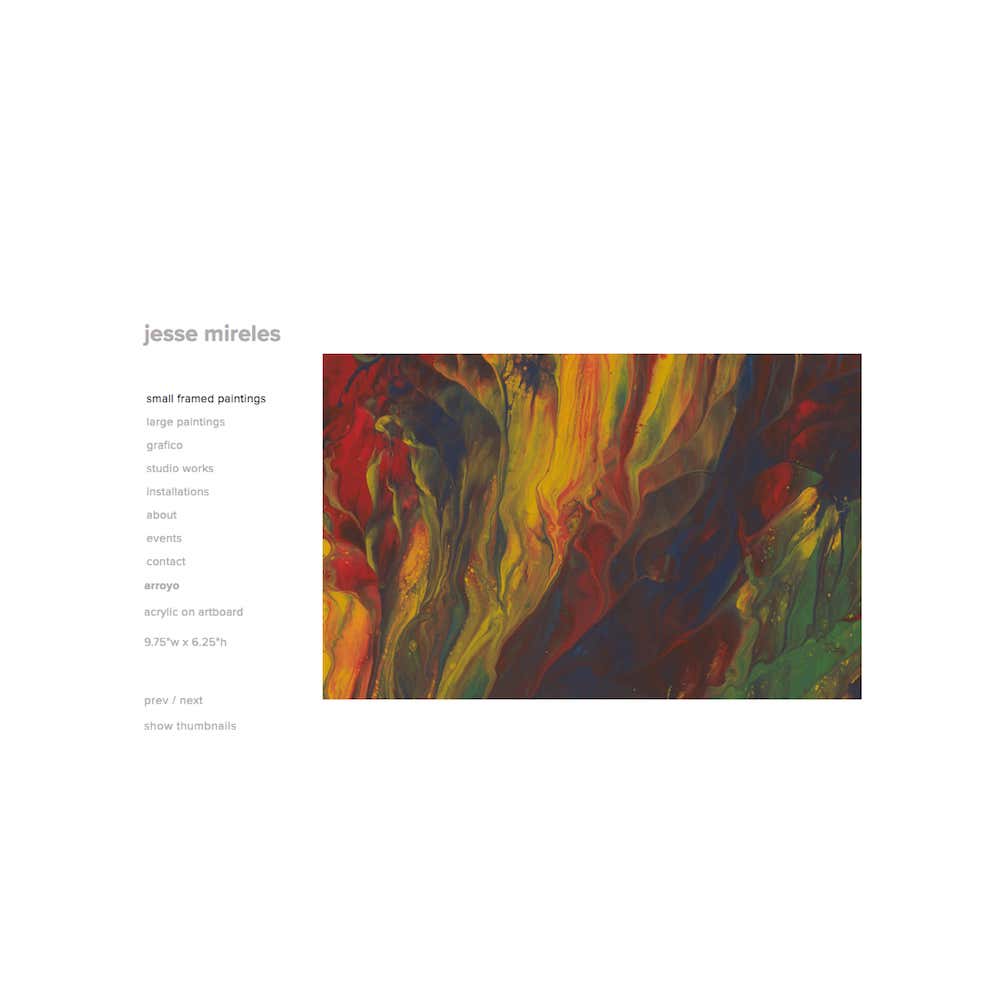 jesse mireles
small framed paintings
large paintings
grafico
studio works
installations
about
events
contact
arroyo
acrylic on artboard
9.75"w x 6.25"h
prev / next
show thumbnails